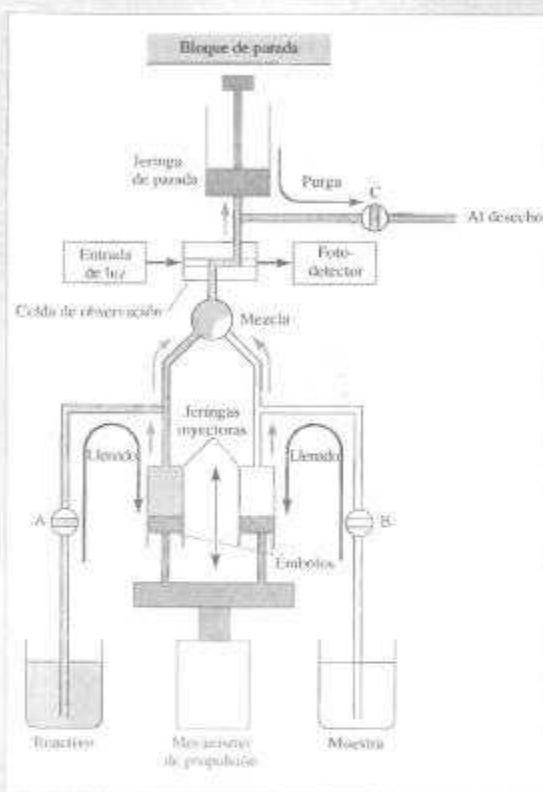 Bloque de parada
Jeringa
de parada
Purga
C
Al desecho
Entrada
de luz
Foto-
detector
Celda de observación
Mezcla
Jeringas
inyectoras
Llenado
Llenado
A
B
Émbolos
Reactivo
Mecanismo
de propulsión
Muestra